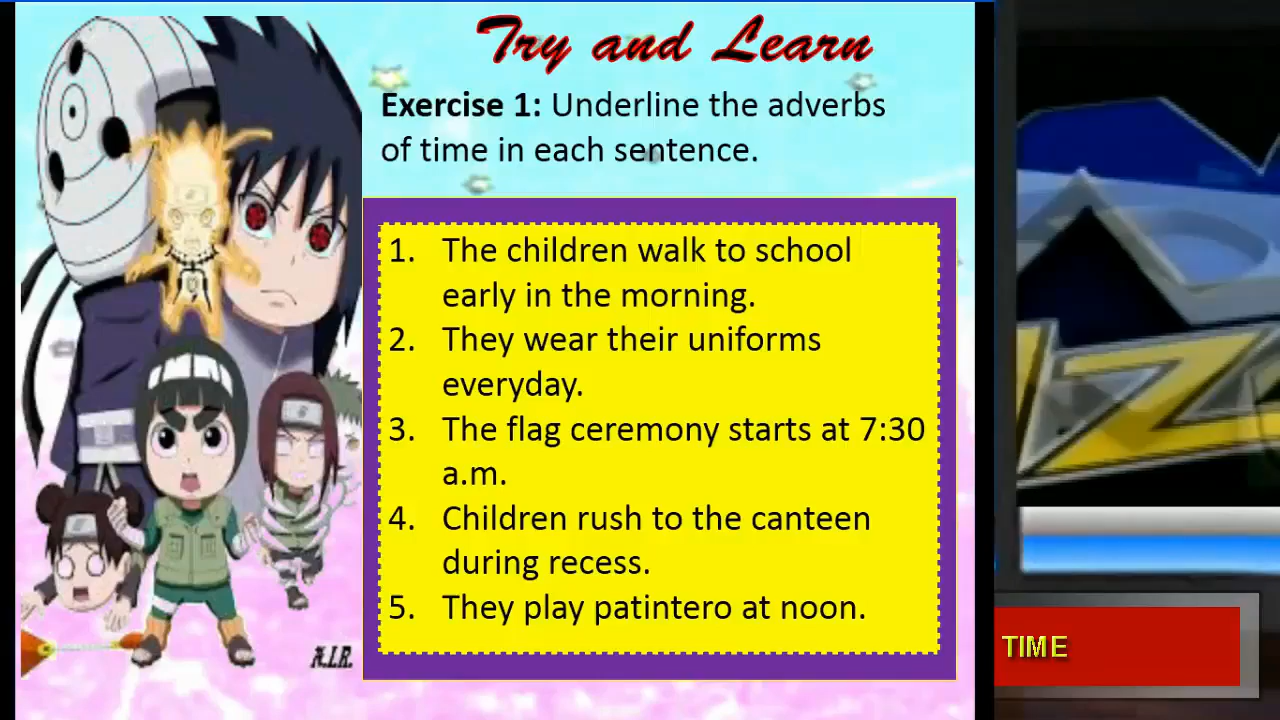 Try and Learn
Exercise 1: Underline the adverbs
of time in each sentence.
1. The children walk to school
early in the morning.
2. They wear their uniforms
everyday.
3. The flag ceremony starts at 7:30
a.m.
4. Children rush to the canteen
during recess.
5. They play patintero at noon.
A.I.R.
TIME